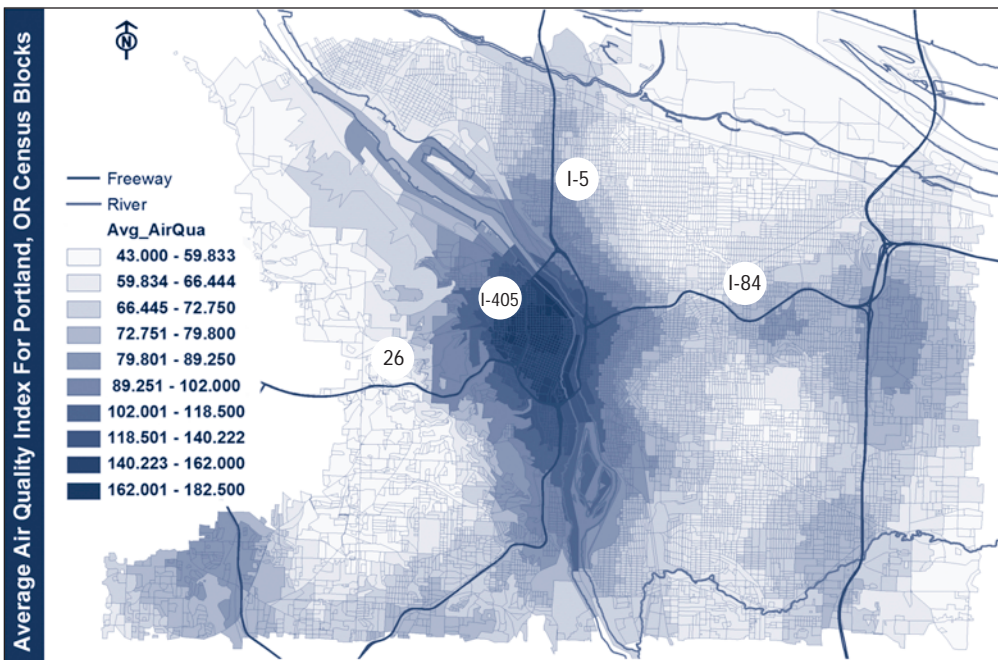 Average Air Quality Index For Portland, OR Census Blocks
N
Freeway
River
Avg_AirQua
43.000 - 59.833
59.834 - 66.444
66.445 - 72.750
72.751 - 79.800
79.801 - 89.250
89.251 - 102.000
102.001 - 118.500
118.501 - 140.222
140.223 - 162.000
162.001 - 182.500
I-5
I-84
I-405
26